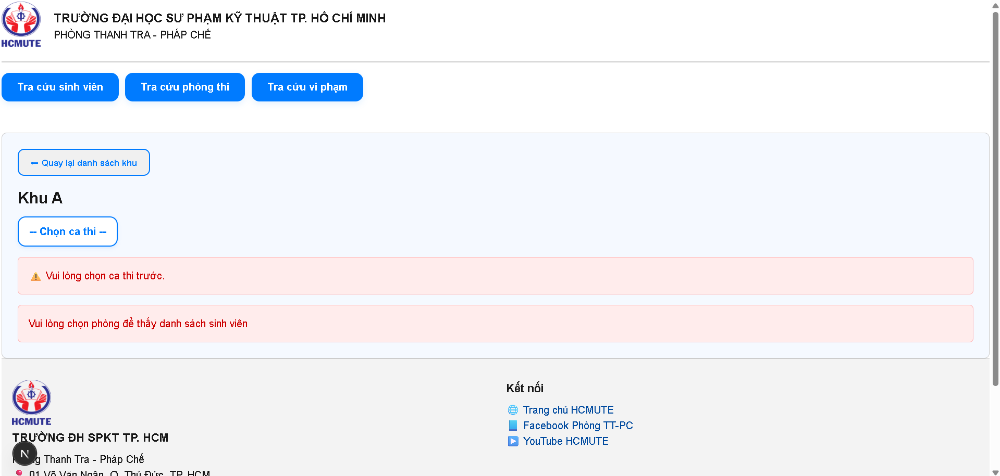 HCMUTE
TRƯỜNG ĐẠI HỌC SƯ PHẠM KỸ THUẬT TP. HỒ CHÍ MINH
PHÒNG THANH TRA - PHÁP CHẾ
Tra cứu sinh viên
Tra cứu phòng thi
Tra cứu vi phạm
← Quay lại danh sách khu
Khu A
-- Chọn ca thi --
⚠️ Vui lòng chọn ca thi trước.
Vui lòng chọn phòng để thấy danh sách sinh viên
HCMUTE
TRƯỜNG ĐH SPKT TP. HCM
N
Thanh Tra - Pháp Chế
01 Võ Văn Ngân, Q. Thủ Đức, TP. HCM
Kết nối
Trang chủ HCMUTE
Facebook Phòng TT-PC
YouTube HCMUTE